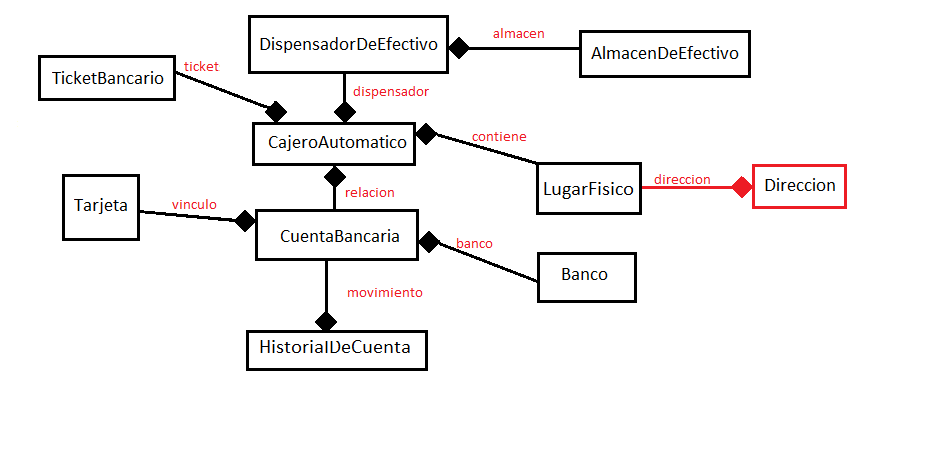 DispensadorDeEfectivo
almacen
AlmacenDeEfectivo
TicketBancario
ticket
dispensador
CajeroAutomatico
contiene
LugarFisico
direccion
Direccion
relacion
Tarjeta
vinculo
CuentaBancaria
banco
Banco
movimiento
HistorialDeCuenta